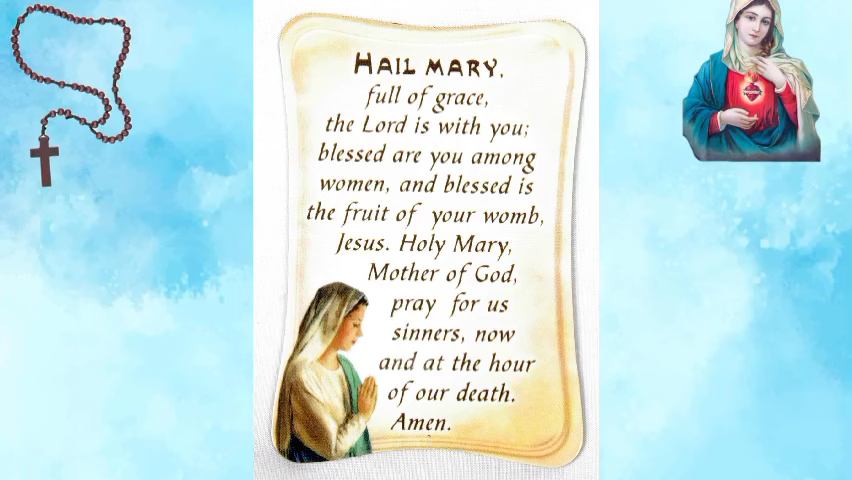 HAIL MARY,
full of grace,
the Lord is with you;
blessed are you among
women, and blessed is
the fruit of your womb,
Jesus. Holy Mary,
Mother of God,
pray for us
sinners, now
and at the hour
of our death.
Amen.